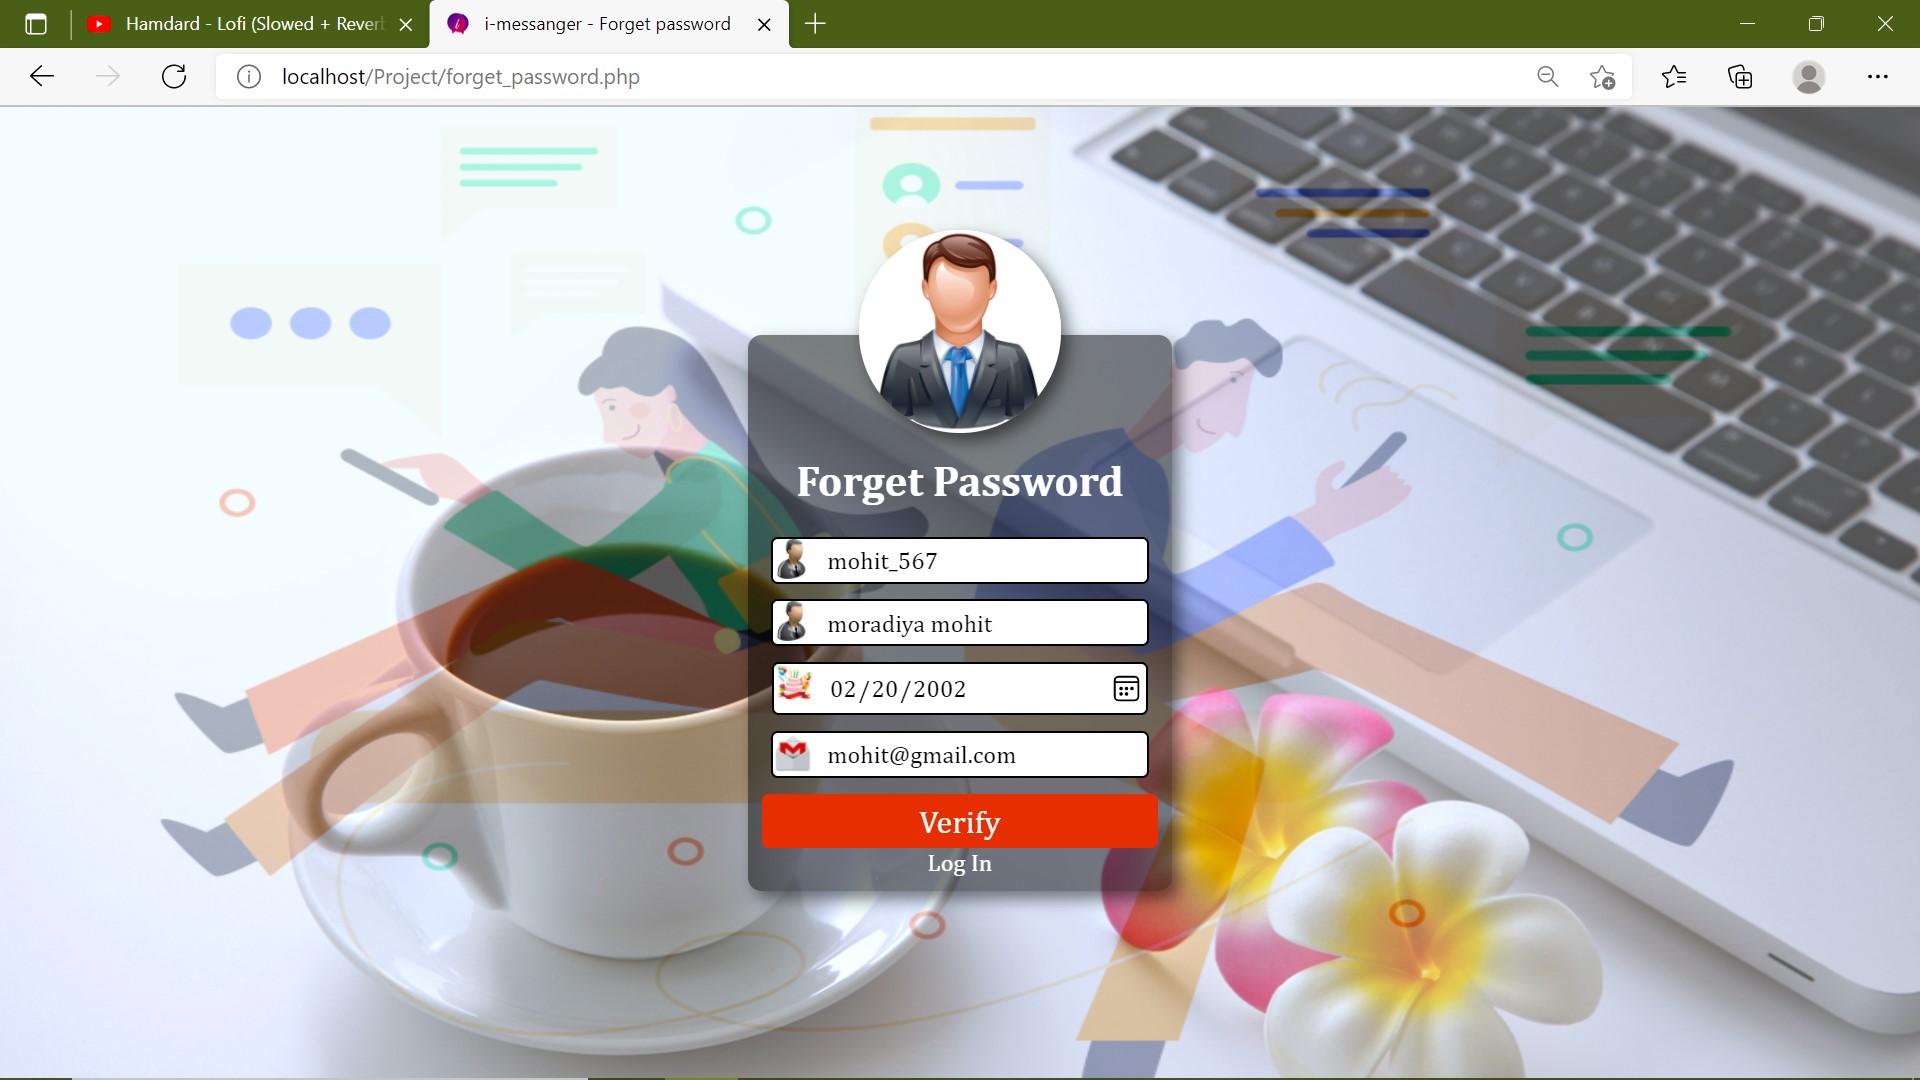 Hamdard - Lofi (Slowed + Rever
i-messanger - Forget password
localhost/Project/forget_password.php
Forget Password
mohit_567
moradiya mohit
02/20/2002
mohit@gmail.com
Verify
Log In